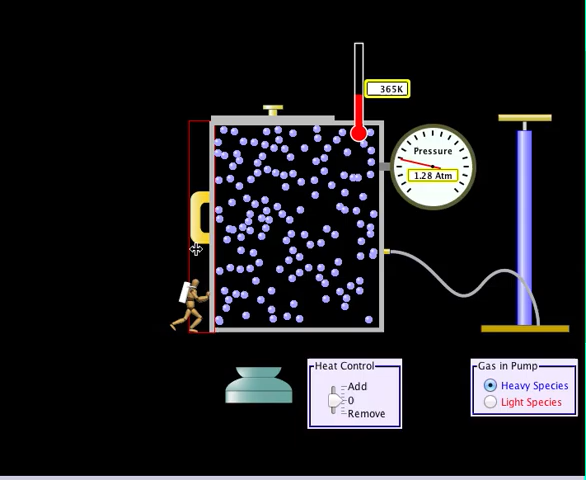 365K
Pressure
1.28 Atm
Heat Control
Add
0
Remove
Gas in Pump
Heavy Species
Light Species